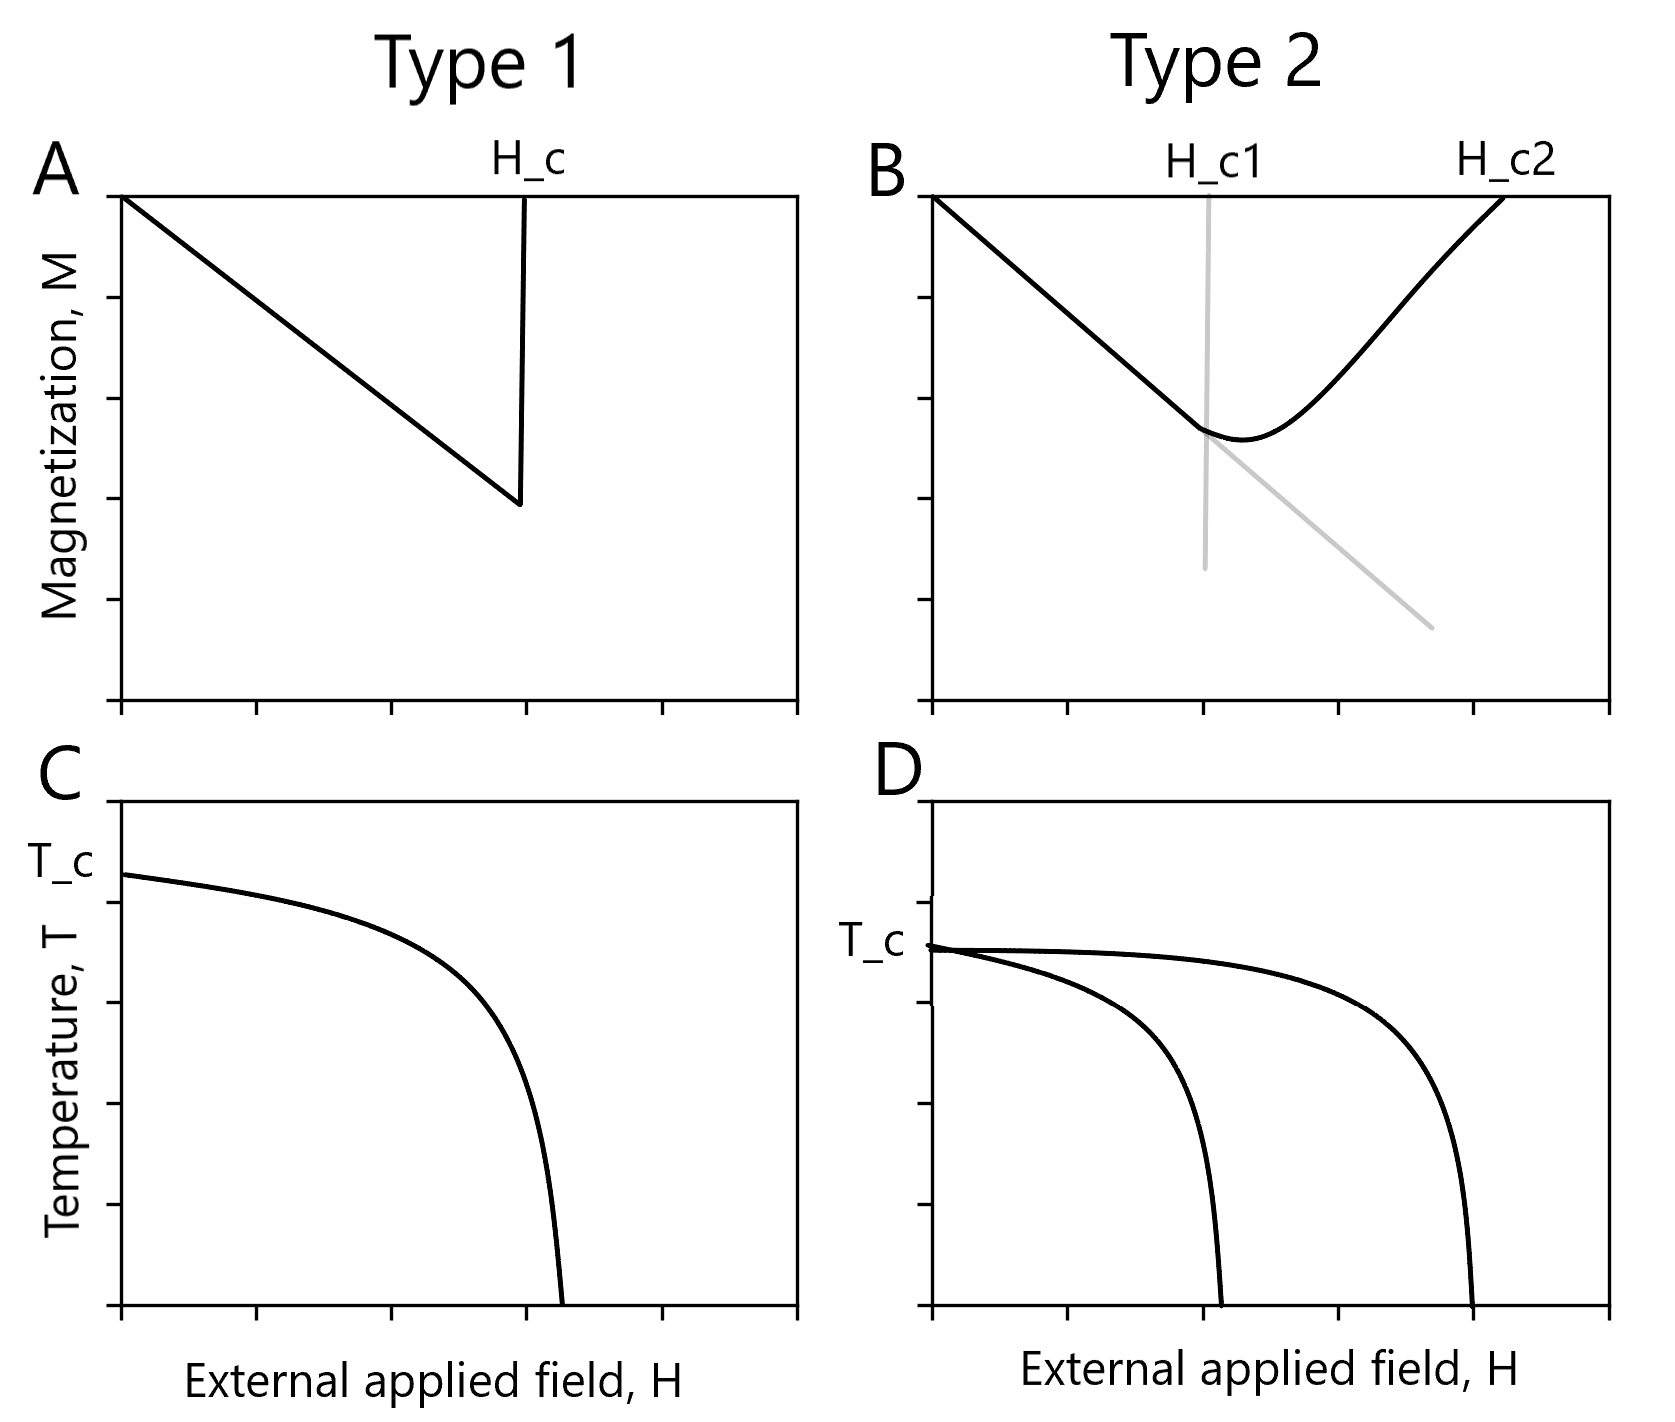 Type 1
Type 2
A
H_c
B
H_c1
H_c2
Magnetization, M
C
D
T_c
T_c
Temperature, T
External applied field, H
External applied field, H